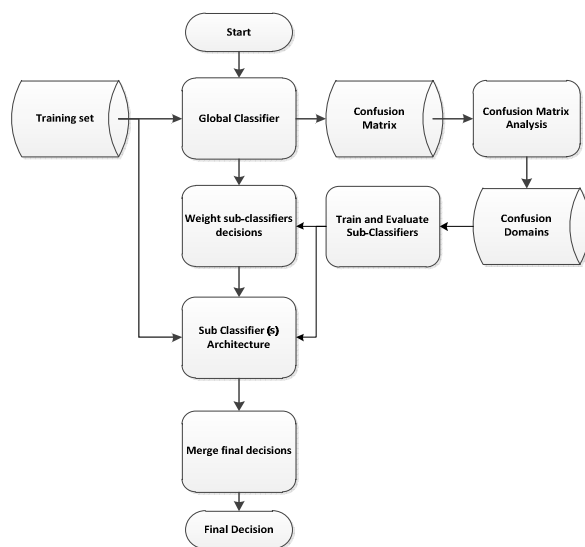 Start
Training set
Global Classifier
Confusion
Matrix
Confusion Matrix
Analysis
Weight sub-classifiers
decisions
Train and Evaluate
Sub-Classifiers
Confusion
Domains
Sub Classifier(s)
Architecture
Merge final decisions
Final Decision